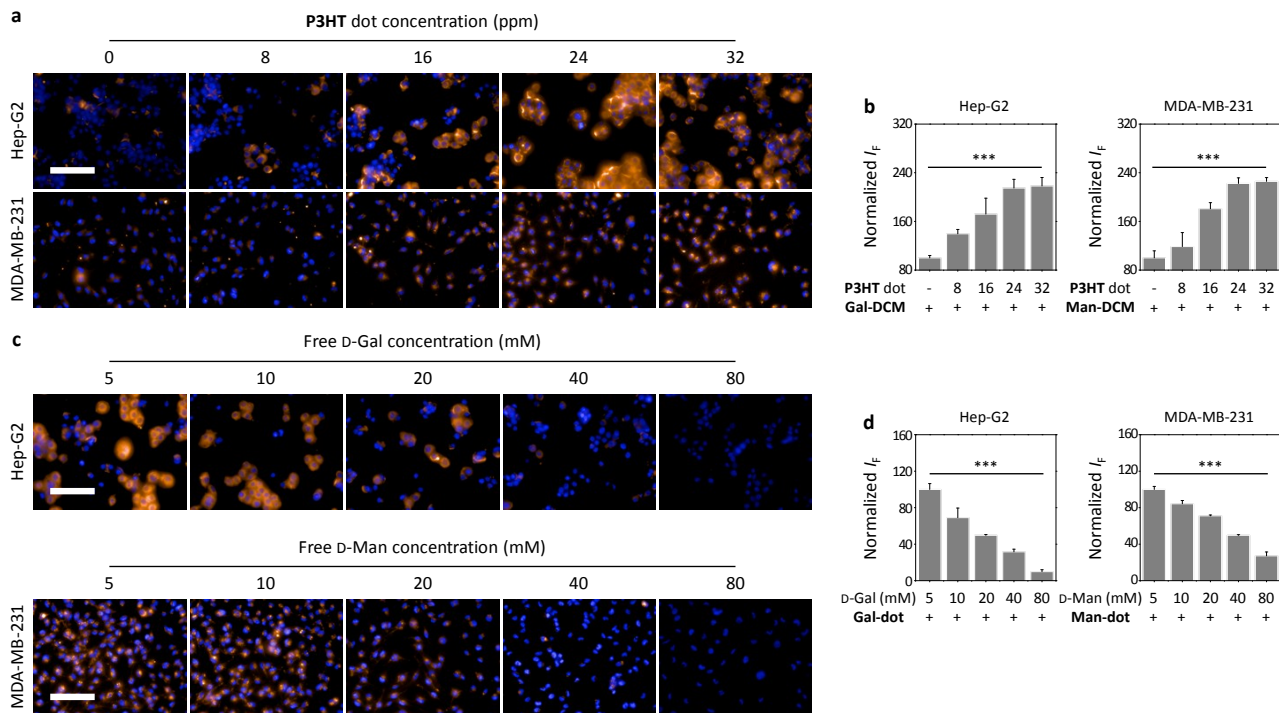 a
P3HT dot concentration (ppm)
0 8 16 24 32
Hep-G2
MDA-MB-231
b
Hep-G2
320
240
160
80
Normalized IF
***
P3HT dot - 8 16 24 32
Gal-DCM + + + + +
MDA-MB-231
320
240
160
80
Normalized IF
***
P3HT dot - 8 16 24 32
Man-DCM + + + + +
c
Free D-Gal concentration (mM)
5 10 20 40 80
Hep-G2
Free D-Man concentration (mM)
5 10 20 40 80
MDA-MB-231
d
Hep-G2
160
120
80
40
0
Normalized IF
***
D-Gal (mM) 5 10 20 40 80
Gal-dot + + + + +
MDA-MB-231
160
120
80
40
0
Normalized IF
***
D-Man (mM) 5 10 20 40 80
Man-dot + + + + +